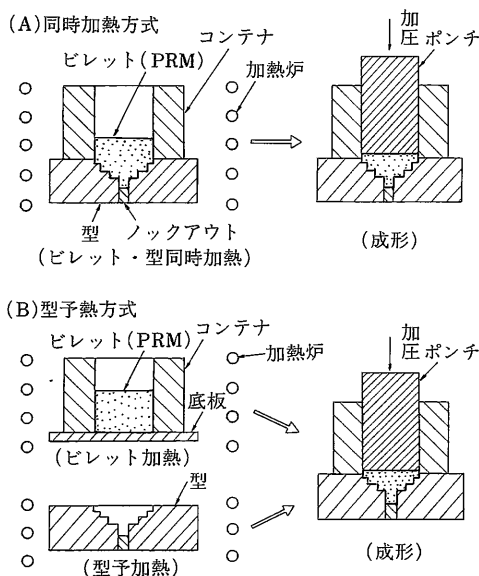 (A)同時加熱方式
コンテナ
ビレット(PRM)
加熱炉
型
ノックアウト
(ビレット・型同時加熱)
加圧
ポンチ
(成形)
(B)型予熱方式
コンテナ
ビレット(PRM)
加熱炉
底板
(ビレット加熱)
型
(型予加熱)
加圧
ポンチ
(成形)